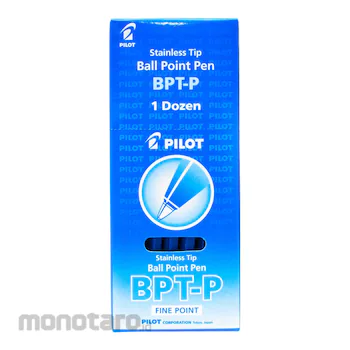 PILOT
Stainless Tip
Ball Point Pen
BPT-P
1 Dozen
PILOT
Stainless Tip
Ball Point Pen
BPT-P
FINE POINT
PILOT CORPORATION Tokyo, Japan
monotaro.id